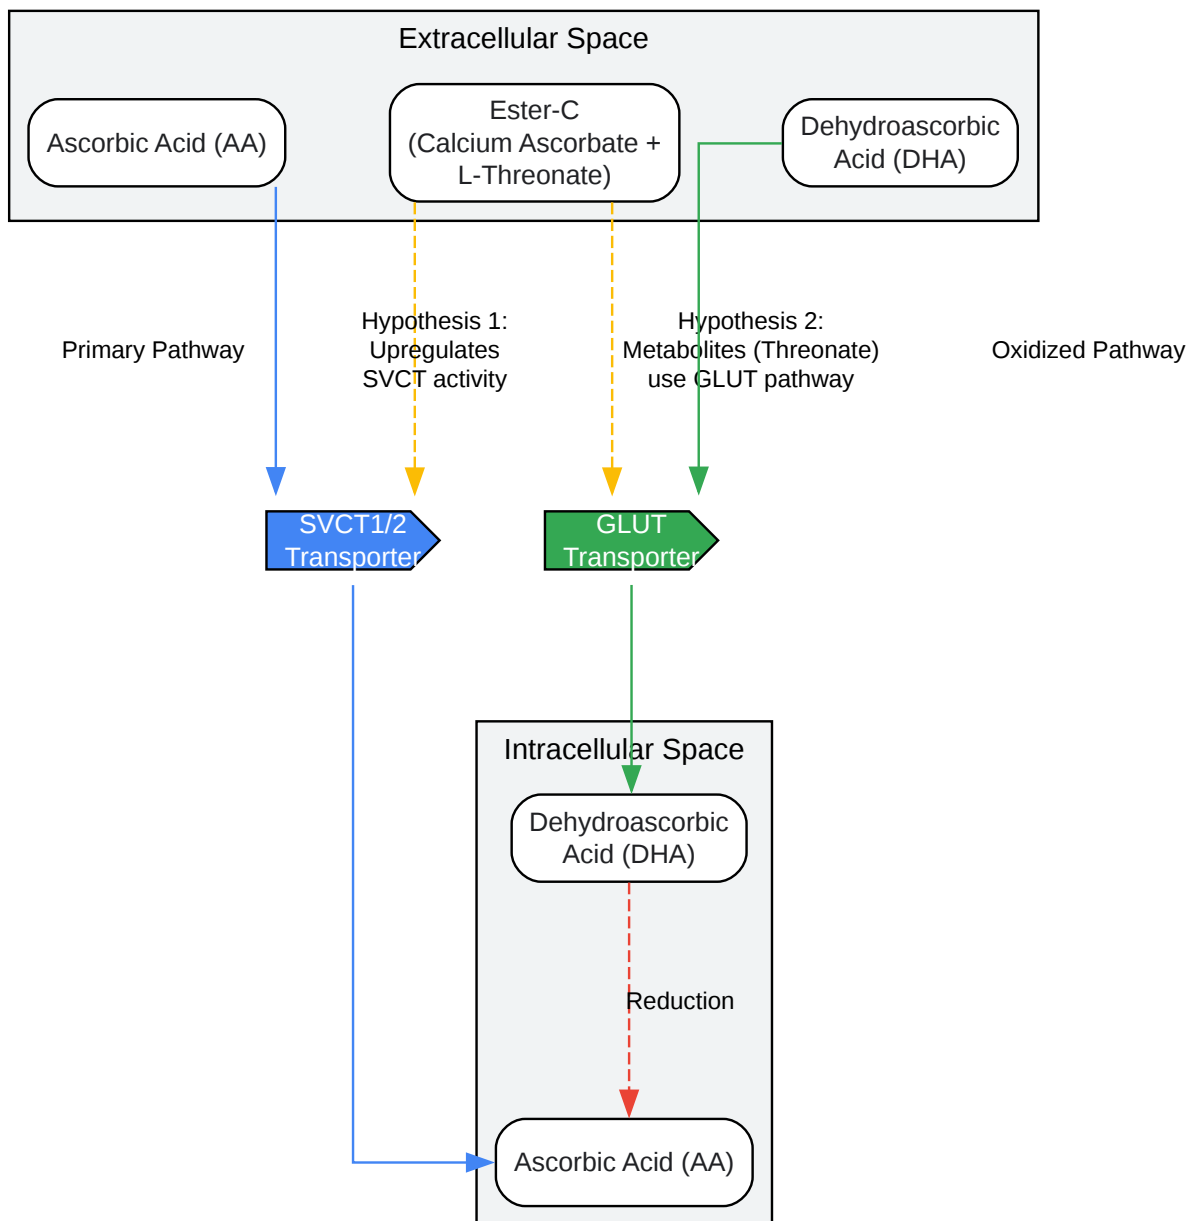 Extracellular Space
Ascorbic Acid (AA)
Ester-C
(Calcium Ascorbate +
L-Threonate)
Dehydroascorbic
Acid (DHA)
Primary Pathway
Hypothesis 1:
Upregulates
SVCT activity
Hypothesis 2:
Metabolites (Threonate)
use GLUT pathway
Oxidized Pathway
SVCT1/2
Transporter
GLUT
Transporter
Intracellular Space
Dehydroascorbic
Acid (DHA)
Reduction
Ascorbic Acid (AA)